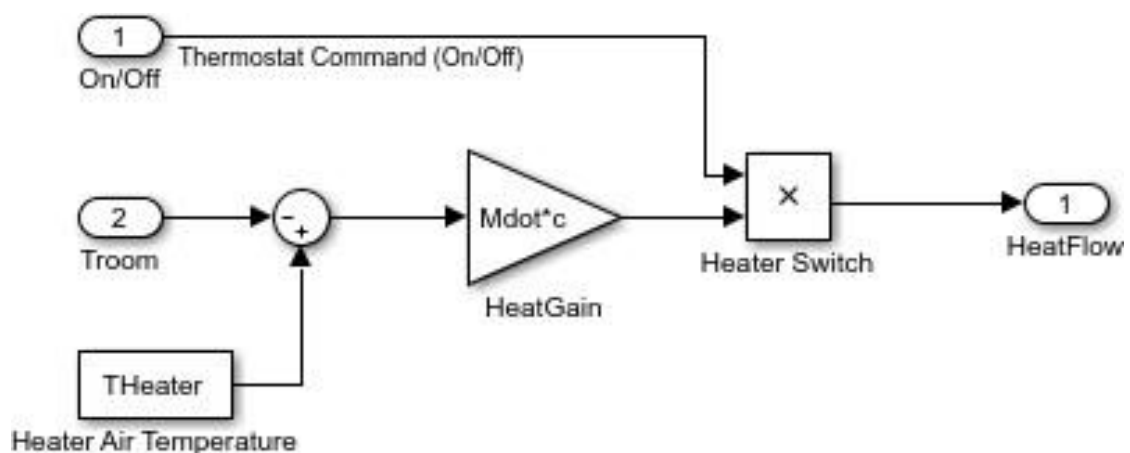 1
On/Off
Thermostat Command (On/Off)
2
Troom
-
+
Mdot*c
HeatGain
×
Heater Switch
1
HeatFlow
THeater
Heater Air Temperature